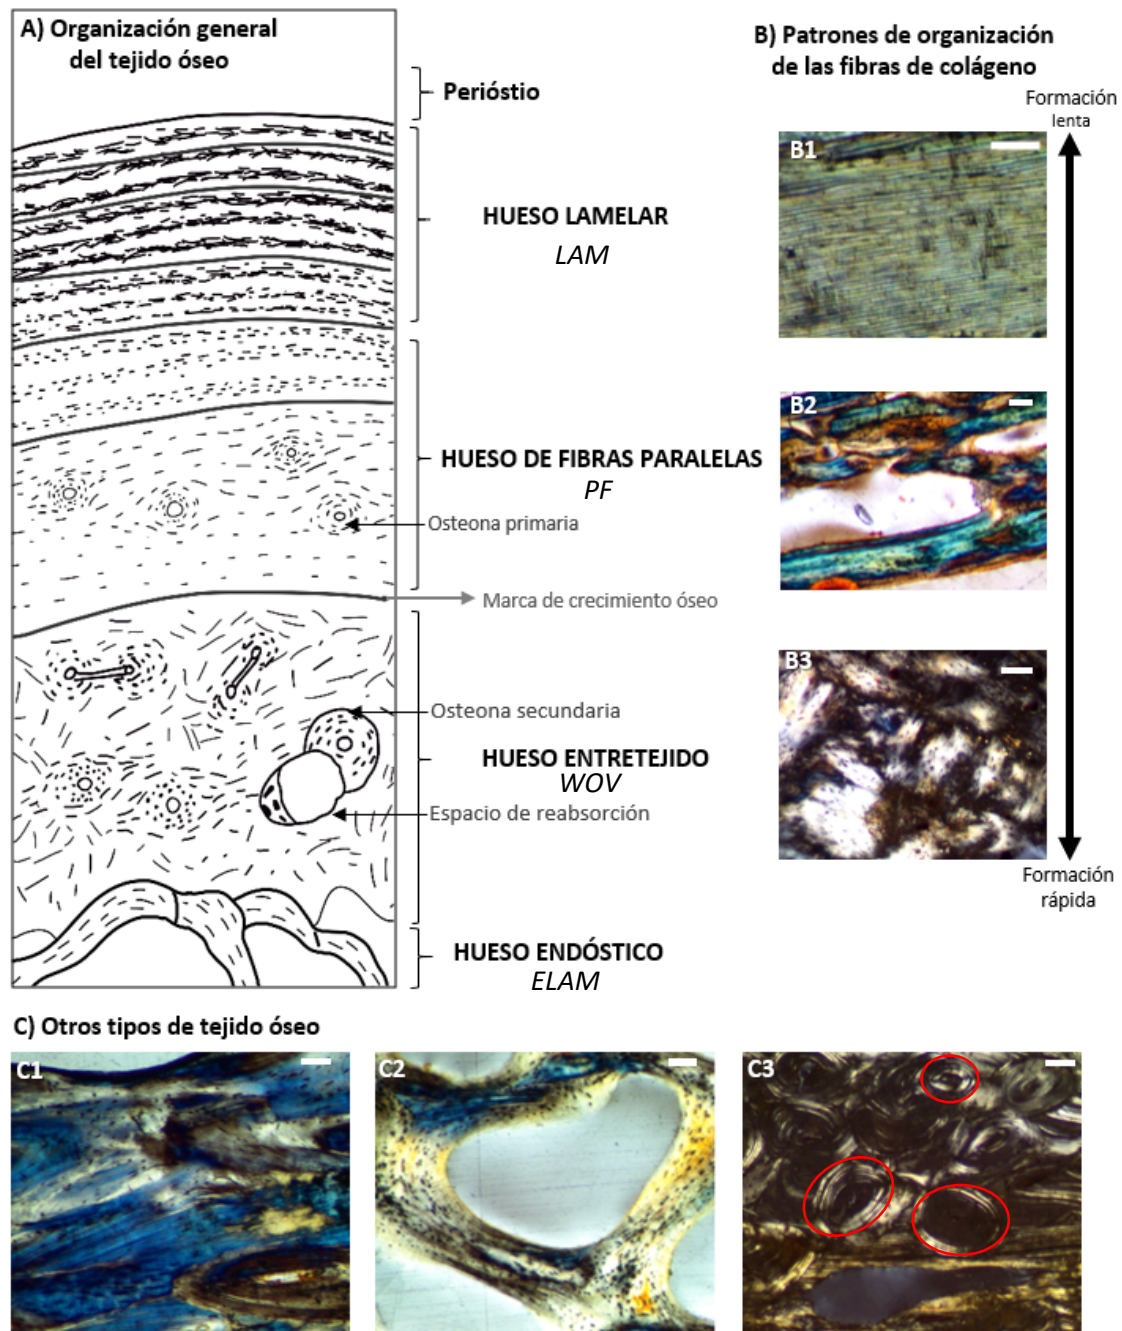 A) Organización general
del tejido óseo
Perióstio
HUESO LAMELAR
LAM
HUESO DE FIBRAS PARALELAS
PF
Osteona primaria
Marca de crecimiento óseo
Osteona secundaria
HUESO ENTRETEJIDO
WOV
Espacio de reabsorción
HUESO ENDÓSTICO
ELAM
B) Patrones de organización
de las fibras de colágeno
Formación
lenta
B1
B2
B3
Formación
rápida
C) Otros tipos de tejido óseo
C1
C2
C3